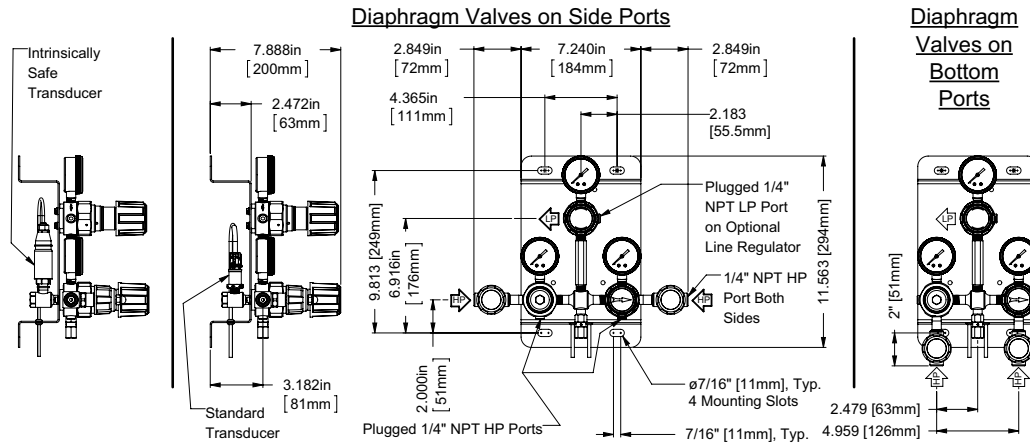 Diaphragm Valves on Side Ports
Diaphragm
Valves on
Bottom
Ports
Intrinsically
Safe
Transducer
7.888in
[200mm]
2.472in
[63mm]
3.182in
[81mm]
Standard
Transducer
2.849in
[72mm]
7.240in
[184mm]
2.849in
[72mm]
4.365in
[111mm]
2.183
[55.5mm]
9.813 [249mm]
6.916in
[176mm]
2.000in
[51mm]
LP
HP
HP
Plugged 1/4"
NPT LP Port
on Optional
Line Regulator
1/4" NPT HP
Port Both
Sides
11.563 [294mm]
ø7/16" [11mm], Typ.
4 Mounting Slots
Plugged 1/4" NPT HP Ports
7/16" [11mm], Typ.
LP
2" [51mm]
HP
HP
2.479 [63mm]
4.959 [126mm]